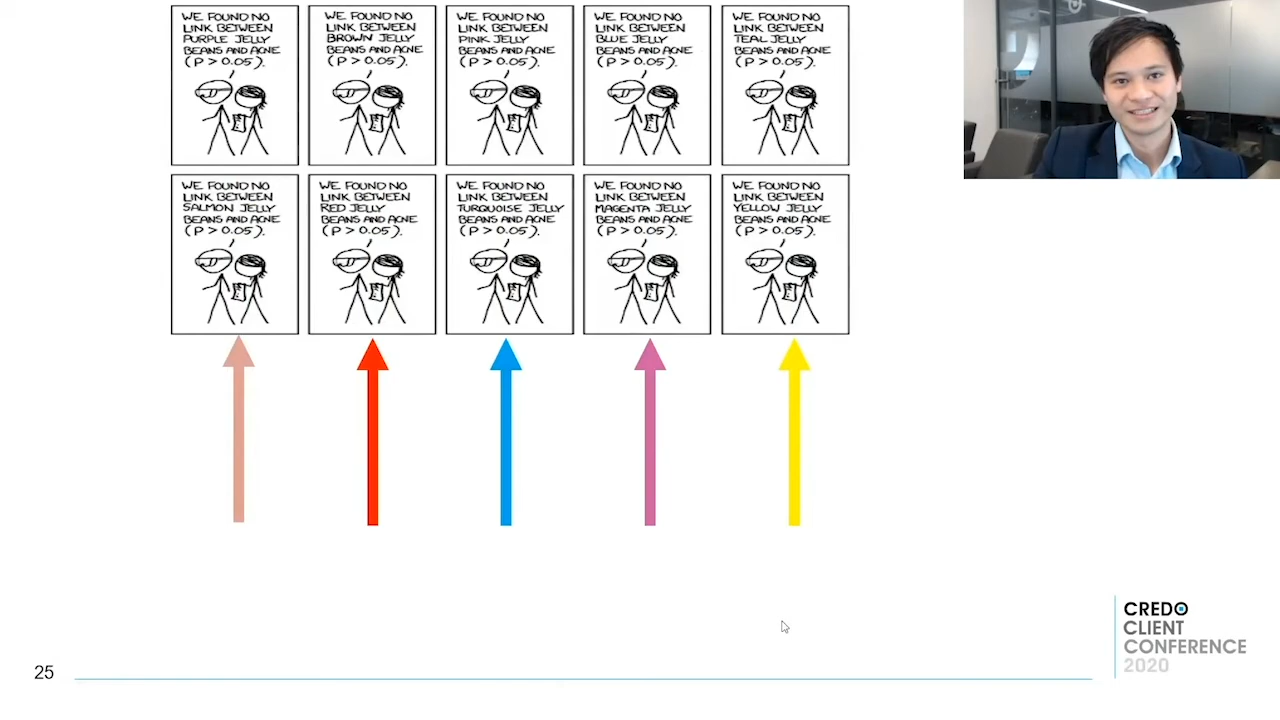 WE FOUND NO
LINK BETWEEN
PURPLE JELLY
BEANS AND ACNE
(P > 0.05).
WE FOUND NO
LINK BETWEEN
BROWN JELLY
BEANS AND ACNE
(P > 0.05).
WE FOUND NO
LINK BETWEEN
PINK JELLY
BEANS AND ACNE
(P > 0.05).
WE FOUND NO
LINK BETWEEN
BLUE JELLY
BEANS AND ACNE
(P > 0.05).
WE FOUND NO
LINK BETWEEN
TEAL JELLY
BEANS AND ACNE
(P > 0.05).
WE FOUND NO
LINK BETWEEN
SALMON JELLY
BEANS AND ACNE
(P > 0.05).
WE FOUND NO
LINK BETWEEN
RED JELLY
BEANS AND ACNE
(P > 0.05).
WE FOUND NO
LINK BETWEEN
TURQUOISE JELLY
BEANS AND ACNE
(P > 0.05).
WE FOUND NO
LINK BETWEEN
MAGENTA JELLY
BEANS AND ACNE
(P > 0.05).
WE FOUND NO
LINK BETWEEN
YELLOW JELLY
BEANS AND ACNE
(P > 0.05).
25
CREDO
CLIENT
CONFERENCE
2020